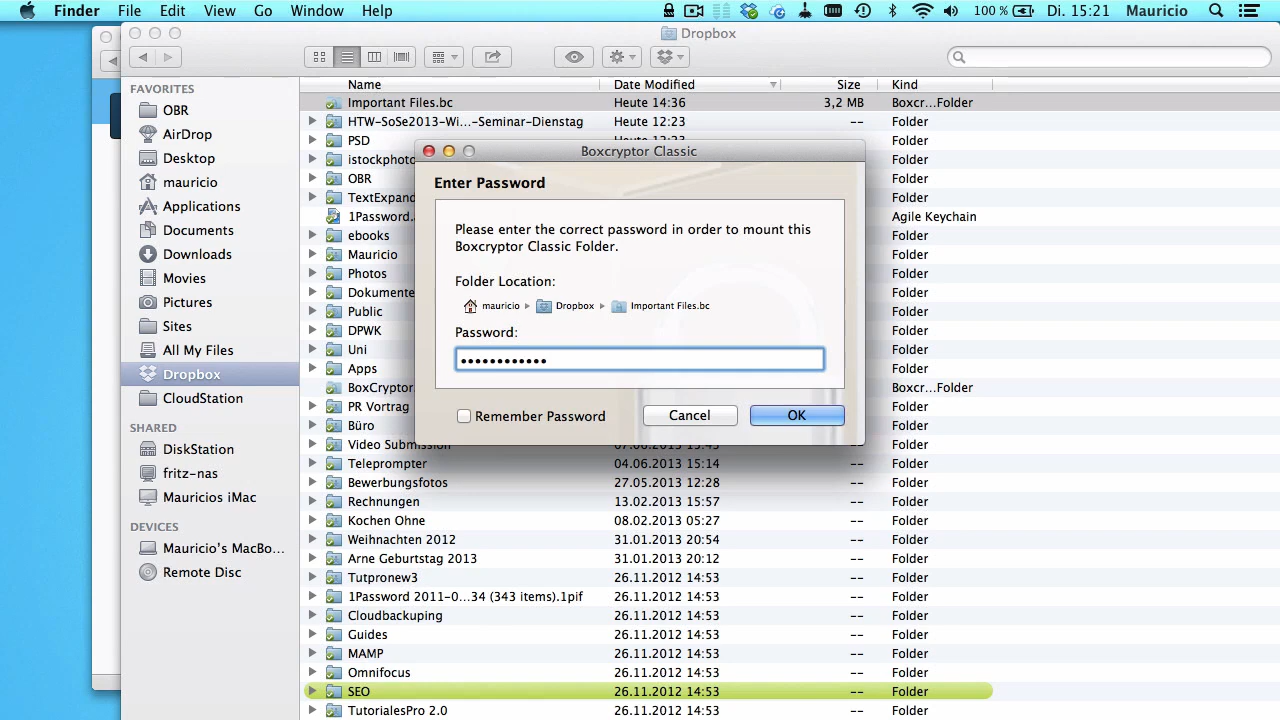 Finder File Edit View Go Window Help 100 % Di. 15:21 Mauricio
Dropbox
FAVORITES
OBR
AirDrop
Desktop
mauricio
Applications
Documents
Downloads
Movies
Pictures
Sites
All My Files
Dropbox
CloudStation
SHARED
DiskStation
fritz-nas
Mauricios iMac
DEVICES
Mauricio's MacBo...
Remote Disc
Name Date Modified Size Kind
Important Files.bc Heute 14:36 3,2 MB Boxcr...Folder
HTW-SoSe2013-Wi...-Seminar-Dienstag Heute 12:23 -- Folder
PSD Heute 12:23 Folder
istockphoto Folder
OBR Folder
TextExpand Folder
1Password. Agile Keychain
ebooks Folder
Mauricio Folder
Photos Folder
Dokumente Folder
Public Folder
DPWK Folder
Uni Folder
Apps Folder
BoxCryptor Boxcr...Folder
PR Vortrag Folder
Büro Folder
Video Submission 07.06.2013 15:45 -- Folder
Teleprompter 04.06.2013 15:14 -- Folder
Bewerbungsfotos 27.05.2013 12:28 -- Folder
Rechnungen 13.02.2013 15:57 -- Folder
Kochen Ohne 08.02.2013 05:27 -- Folder
Weihnachten 2012 31.01.2013 20:54 -- Folder
Arne Geburtstag 2013 31.01.2013 20:54 -- Folder
Tutpronew3 26.11.2012 14:53 -- Folder
1Password 2011-0...34 (343 items).1pif 26.11.2012 14:53 -- Folder
Cloudbackuping 26.11.2012 14:53 -- Folder
Guides 26.11.2012 14:53 -- Folder
MAMP 26.11.2012 14:53 -- Folder
Omnifocus 26.11.2012 14:53 -- Folder
SEO 26.11.2012 14:53 -- Folder
TutorialesPro 2.0 26.11.2012 14:53 -- Folder
Boxcryptor Classic
Enter Password
Please enter the correct password in order to mount this
Boxcryptor Classic Folder.
Folder Location:
mauricio Dropbox Important Files.bc
Password:
••••••••••••
Remember Password Cancel OK